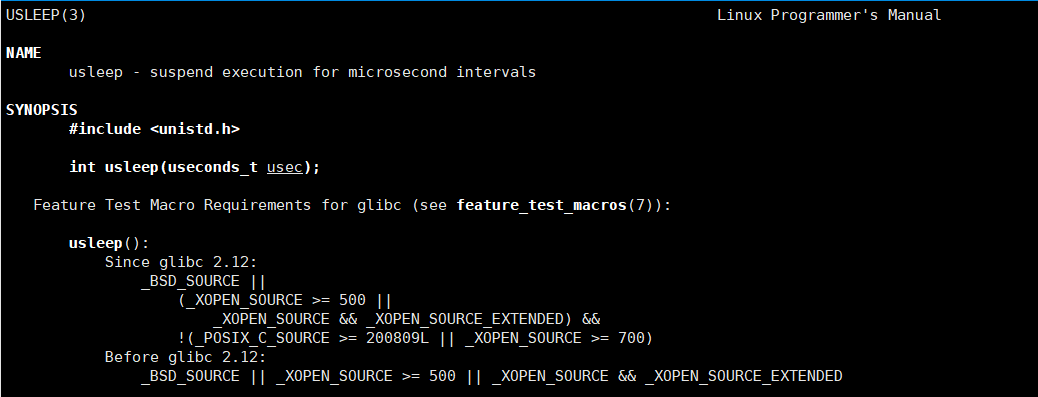 USLEEP(3) Linux Programmer's Manual
NAME
usleep - suspend execution for microsecond intervals
SYNOPSIS
#include <unistd.h>
int usleep(useconds_t usec);
Feature Test Macro Requirements for glibc (see feature_test_macros(7)):
usleep():
Since glibc 2.12:
_BSD_SOURCE ||
(_XOPEN_SOURCE >= 500 ||
_XOPEN_SOURCE && _XOPEN_SOURCE_EXTENDED) &&
!(_POSIX_C_SOURCE >= 200809L || _XOPEN_SOURCE >= 700)
Before glibc 2.12:
_BSD_SOURCE || _XOPEN_SOURCE >= 500 || _XOPEN_SOURCE && _XOPEN_SOURCE_EXTENDED